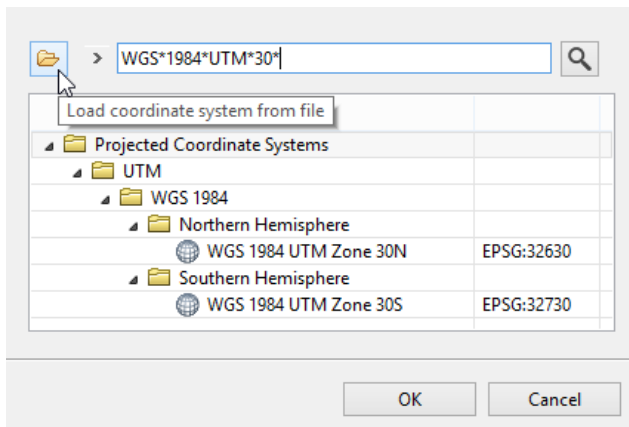 > WGS*1984*UTM*30*
Load coordinate system from file
Projected Coordinate Systems
UTM
WGS 1984
Northern Hemisphere
WGS 1984 UTM Zone 30N EPSG:32630
Southern Hemisphere
WGS 1984 UTM Zone 30S EPSG:32730
OK Cancel